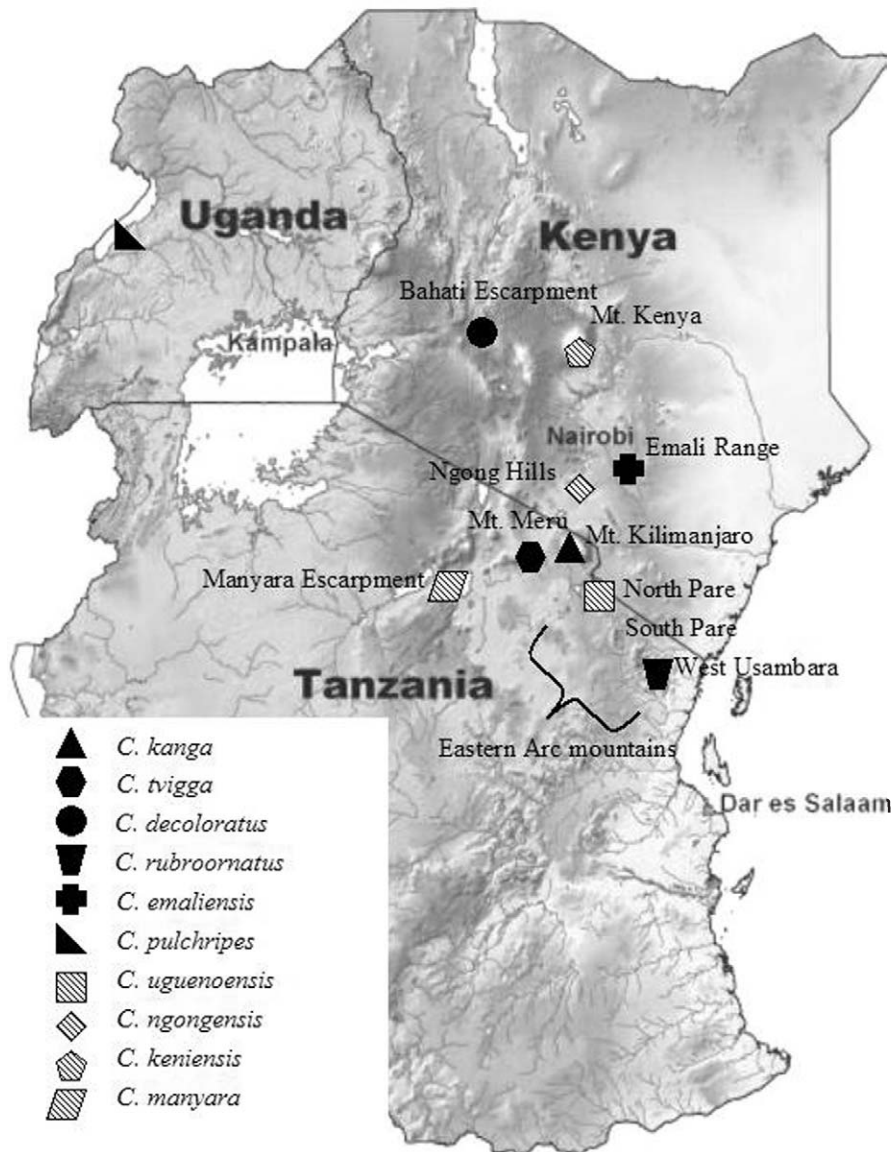 Uganda
Kenya
Bahati Escarpment
Mt. Kenya
Kampala
Nairobi
Emali Range
Ngong Hills
Mt. Meru
Mt. Kilimanjaro
Manyara Escarpment
North Pare
South Pare
West Usambara
Tanzania
Eastern Arc mountains
Dar es Salaam
C. kanga
C. tvigga
C. decoloratus
C. rubroornatus
C. emaliensis
C. pulchripes
C. uguenoensis
C. ngongensis
C. keniensis
C. manyara